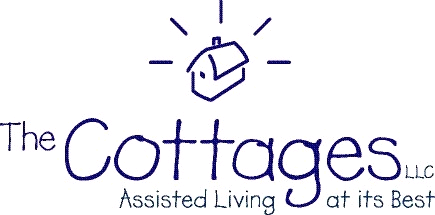 The Cottages LLC
Assisted Living at its Best